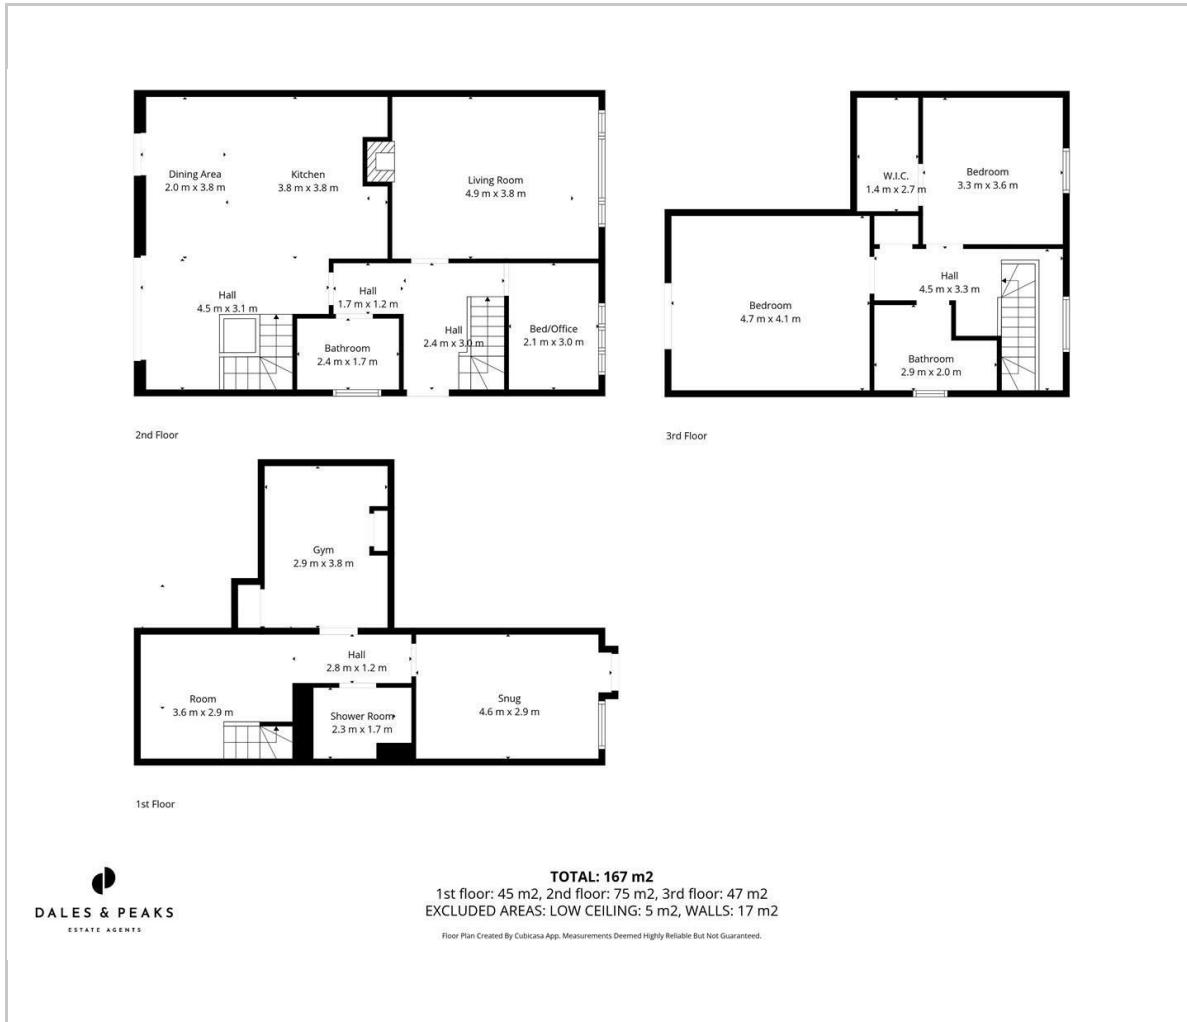 Dining Area
2.0 m x 3.8 m
Kitchen
3.8 m x 3.8 m
Living Room
4.9 m x 3.8 m
Hall
4.5 m x 3.1 m
Hall
1.7 m x 1.2 m
Bathroom
2.4 m x 1.7 m
Hall
2.4 m x 3.0 m
Bed/Office
2.1 m x 3.0 m
2nd Floor
W.I.C.
1.4 m x 2.7 m
Bedroom
3.3 m x 3.6 m
Bedroom
4.7 m x 4.1 m
Hall
4.5 m x 3.3 m
Bathroom
2.9 m x 2.0 m
3rd Floor
Gym
2.9 m x 3.8 m
Hall
2.8 m x 1.2 m
Room
3.6 m x 2.9 m
Shower Room
2.3 m x 1.7 m
Snug
4.6 m x 2.9 m
1st Floor
DALES & PEAKS
ESTATE AGENTS
TOTAL: 167 m2
1st floor: 45 m2, 2nd floor: 75 m2, 3rd floor: 47 m2
EXCLUDED AREAS: LOW CEILING: 5 m2, WALLS: 17 m2
Floor Plan Created By Cubicasa App. Measurements Deemed Highly Reliable But Not Guaranteed.